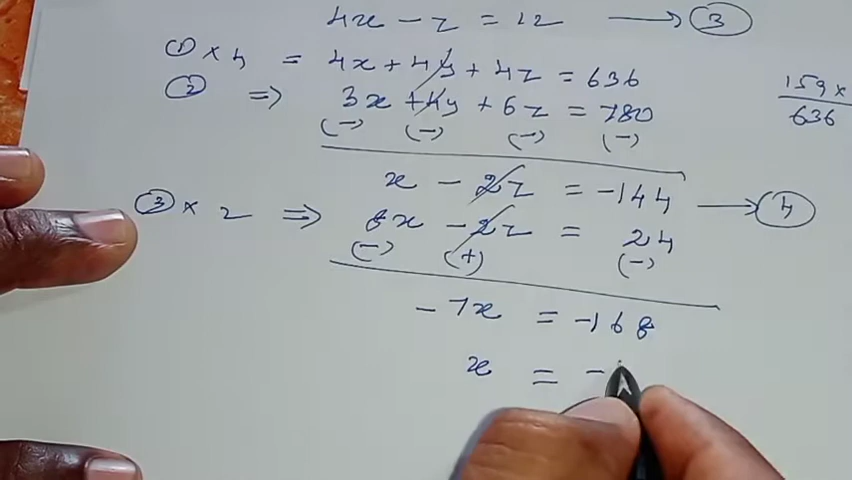 4x - z = 12 ⟶ ③
① × 4 = 4x + 4y + 4z = 636
② ⇒ 3x + 4y + 6z = 780
(-) (-) (-) (-)
x - 2z = -144 ⟶ ④
③ × 2 ⇒ 8x - 2z = 24
(-) (+) (-)
-7x = -168
x = -
159 ×
636